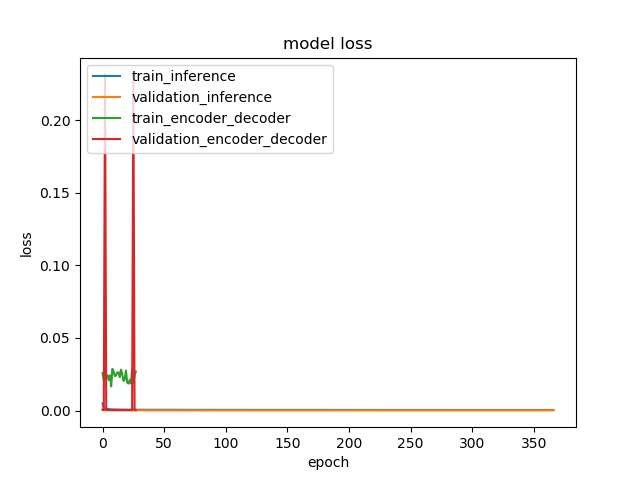 model loss
train_inference
validation_inference
train_encoder_decoder
validation_encoder_decoder
0.20
0.15
0.10
0.05
0.00
loss
0 50 100 150 200 250 300 350
epoch